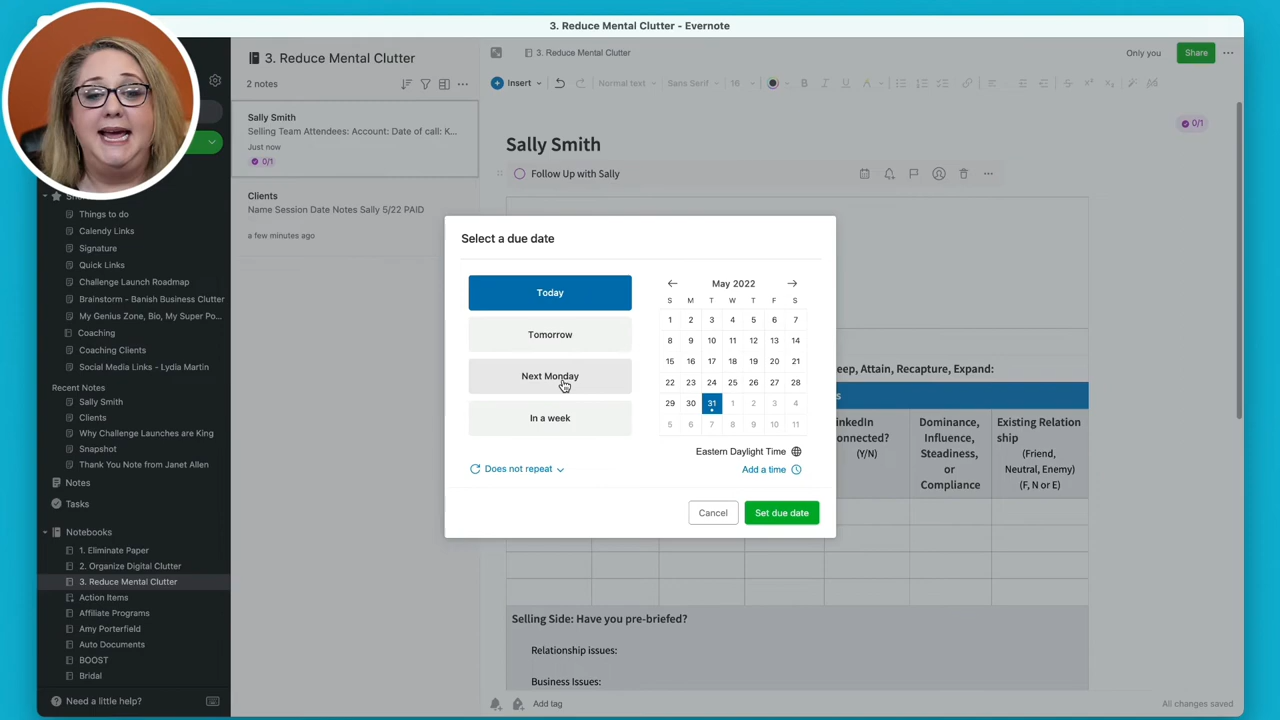 3. Reduce Mental Clutter - Evernote
Things to do
Calendy Links
Signature
Quick Links
Challenge Launch Roadmap
Brainstorm - Banish Business Clutter
My Genius Zone, Bio, My Super Po...
Coaching
Coaching Clients
Social Media Links - Lydia Martin
Recent Notes
Sally Smith
Clients
Why Challenge Launches are King
Snapshot
Thank You Note from Janet Allen
Notes
Tasks
Notebooks
1. Eliminate Paper
2. Organize Digital Clutter
3. Reduce Mental Clutter
Action Items
Affiliate Programs
Amy Porterfield
Auto Documents
BOOST
Bridal
Need a little help?
3. Reduce Mental Clutter
2 notes
Sally Smith
Selling Team Attendees: Account: Date of call: K...
Just now
0/1
Clients
Name Session Date Notes Sally 5/22 PAID
a few minutes ago
3. Reduce Mental Clutter
Only you
Share
Insert
Normal text
Sans Serif
16
0/1
Sally Smith
Follow Up with Sally
Select a due date
Today
Tomorrow
Next Monday
In a week
Does not repeat
May 2022
S M T W T F S
1 2 3 4 5 6 7
8 9 10 11 12 13 14
15 16 17 18 19 20 21
22 23 24 25 26 27 28
29 30 31 1 2 3 4
5 6 7 8 9 10 11
Eastern Daylight Time
Add a time
Cancel
Set due date
eep, Attain, Recapture, Expand:
Dominance,
Influence,
Steadiness,
or
Compliance
Existing Relation
ship
(Friend,
Neutral, Enemy)
(F, N or E)
(Y/N)
Selling Side: Have you pre-briefed?
Relationship issues:
Business Issues:
Add tag
All changes saved